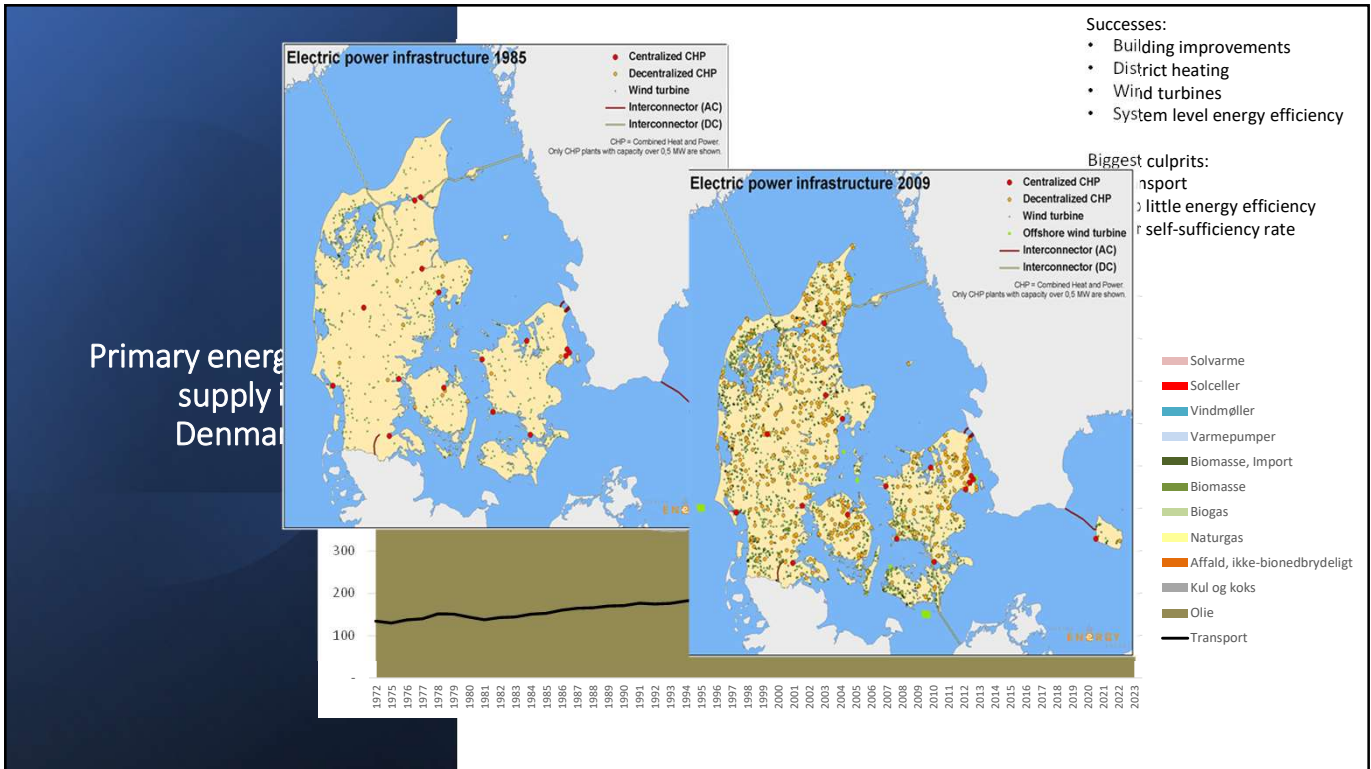 Successes:
• Building improvements
• District heating
• Wind turbines
• System level energy efficiency
Biggest culprits:
nsport
little energy efficiency
self-sufficiency rate
Primary energ
supply i
Denmar
Electric power infrastructure 1985
Centralized CHP
Decentralized CHP
Wind turbine
Interconnector (AC)
Interconnector (DC)
CHP = Combined Heat and Power.
Only CHP plants with capacity over 0,5 MW are shown.
Electric power infrastructure 2009
Centralized CHP
Decentralized CHP
Wind turbine
Offshore wind turbine
Interconnector (AC)
Interconnector (DC)
CHP = Combined Heat and Power.
Only CHP plants with capacity over 0,5 MW are shown.
ENERGY
Solvarme
Solceller
Vindmøller
Varmepumper
Biomasse, Import
Biomasse
Biogas
Naturgas
Affald, ikke-bionedbrydeligt
Kul og koks
Olie
Transport
300
200
100
-
1972 1975 1976 1977 1978 1979 1980 1981 1982 1983 1984 1985 1986 1987 1988 1989 1990 1991 1992 1993 1994 1995 1996 1997 1998 1999 2000 2001 2002 2003 2004 2005 2006 2007 2008 2009 2010 2011 2012 2013 2014 2015 2016 2017 2018 2019 2020 2021 2022 2023